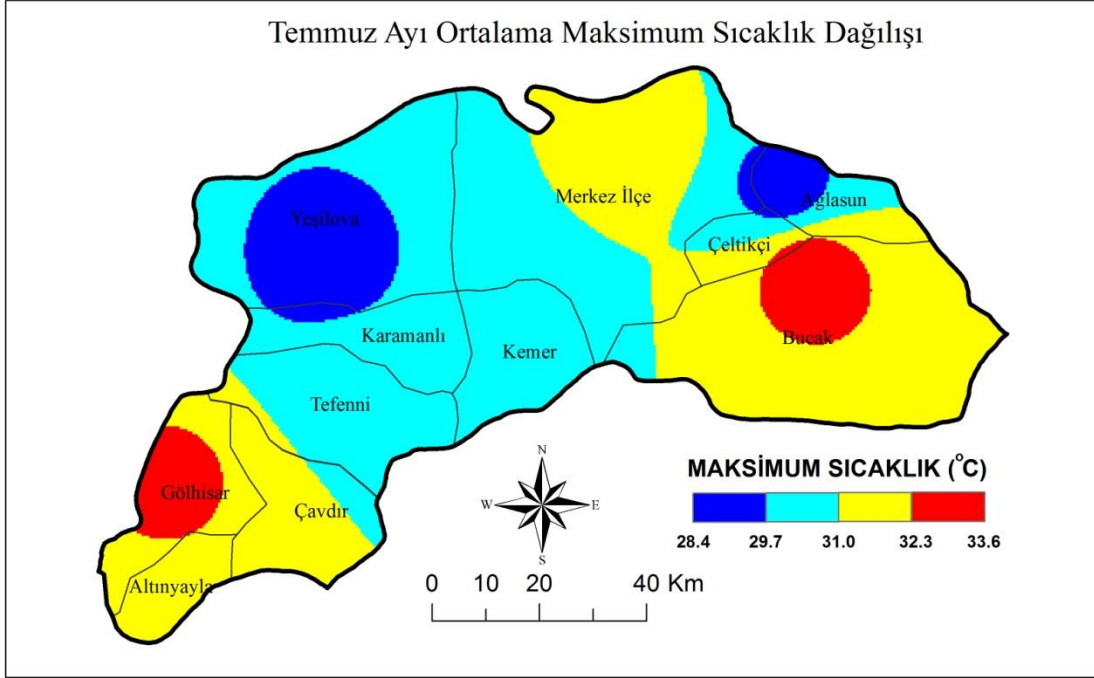 Temmuz Ayı Ortalama Maksimum Sıcaklık Dağılışı
Merkez İlçe
Ağlasun
Yeşilova
Çeltikçi
Karamanlı
Kemer
Bucak
Tefenni
Gölhisar
Çavdır
Altınyayla
N
W
E
S
MAKSİMUM SICAKLIK (°C)
28.4 29.7 31.0 32.3 33.6
0 10 20 40 Km